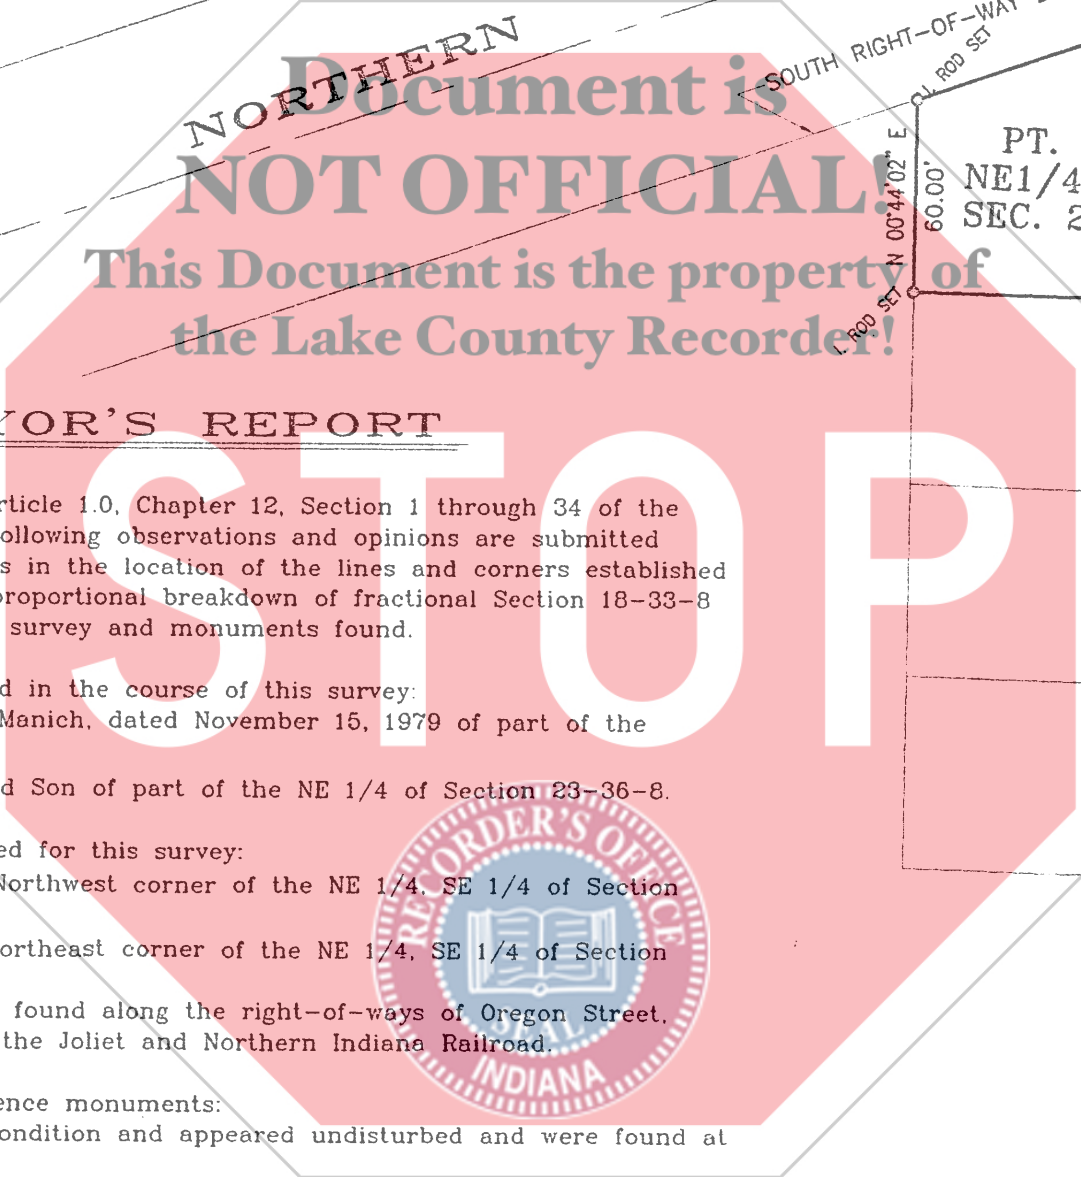 NORTHERN
SOUTH RIGHT-OF-WAY
I. ROD SET
N 00°44'02" E
60.00'
PT.
NE1/4
SEC. 2
I. ROD SET
Document is
NOT OFFICIAL!
This Document is the property of
the Lake County Recorder!
YOR'S REPORT
STOP
rticle 1.0, Chapter 12, Section 1 through 34 of the
ollowing observations and opinions are submitted
s in the location of the lines and corners established
proportional breakdown of fractional Section 18-33-8
survey and monuments found.
d in the course of this survey:
Manich, dated November 15, 1979 of part of the
d Son of part of the NE 1/4 of Section 23-36-8.
ed for this survey:
Northwest corner of the NE 1/4, SE 1/4 of Section
ortheast corner of the NE 1/4, SE 1/4 of Section
found along the right-of-ways of Oregon Street,
the Joliet and Northern Indiana Railroad.
ence monuments:
ondition and appeared undisturbed and were found at
RECORDER'S OFFICE
SEAL
INDIANA